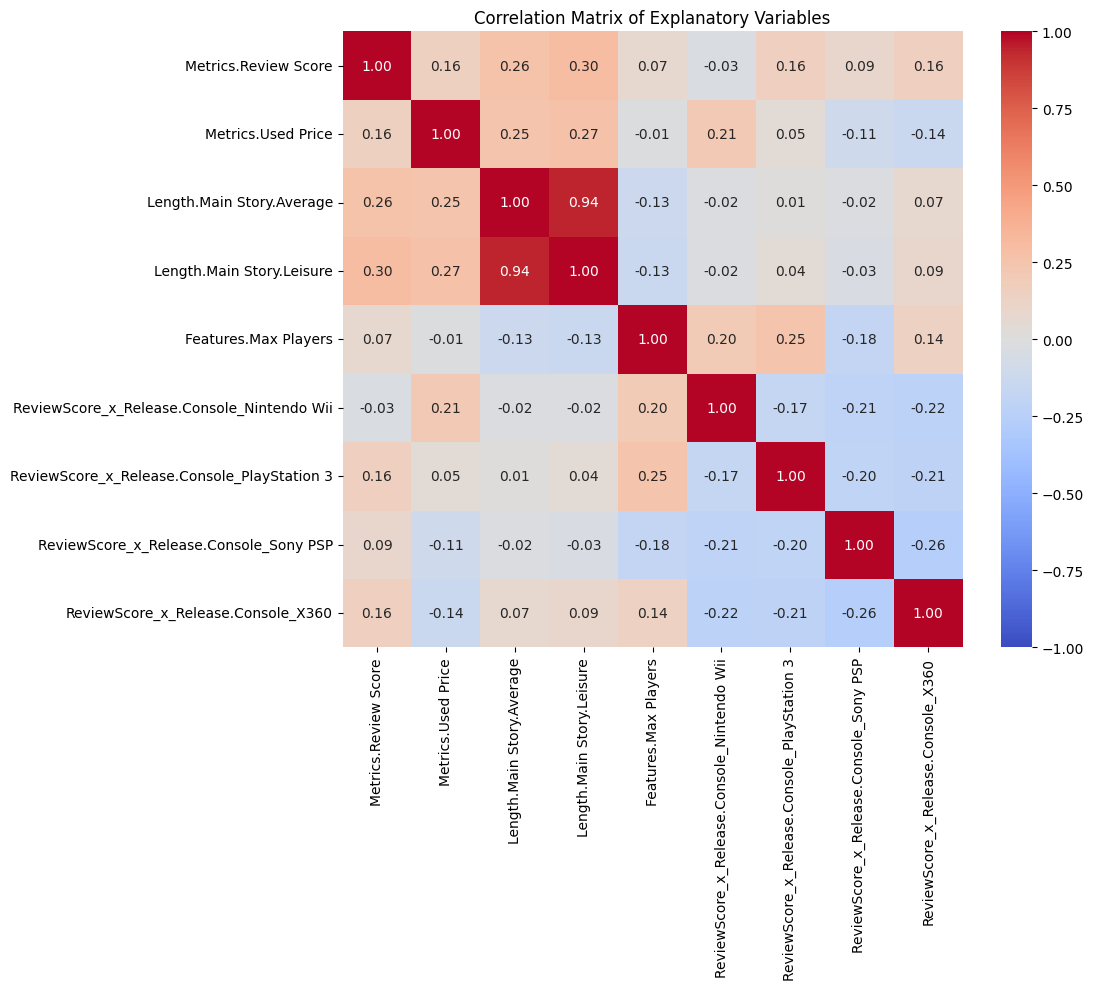 Correlation Matrix of Explanatory Variables
Metrics.Review Score 1.00 0.16 0.26 0.30 0.07 -0.03 0.16 0.09 0.16
Metrics.Used Price 0.16 1.00 0.25 0.27 -0.01 0.21 0.05 -0.11 -0.14
Length.Main Story.Average 0.26 0.25 1.00 0.94 -0.13 -0.02 0.01 -0.02 0.07
Length.Main Story.Leisure 0.30 0.27 0.94 1.00 -0.13 -0.02 0.04 -0.03 0.09
Features.Max Players 0.07 -0.01 -0.13 -0.13 1.00 0.20 0.25 -0.18 0.14
ReviewScore_x_Release.Console_Nintendo Wii -0.03 0.21 -0.02 -0.02 0.20 1.00 -0.17 -0.21 -0.22
ReviewScore_x_Release.Console_PlayStation 3 0.16 0.05 0.01 0.04 0.25 -0.17 1.00 -0.20 -0.21
ReviewScore_x_Release.Console_Sony PSP 0.09 -0.11 -0.02 -0.03 -0.18 -0.21 -0.20 1.00 -0.26
ReviewScore_x_Release.Console_X360 0.16 -0.14 0.07 0.09 0.14 -0.22 -0.21 -0.26 1.00
Metrics.Review Score
Metrics.Used Price
Length.Main Story.Average
Length.Main Story.Leisure
Features.Max Players
ReviewScore_x_Release.Console_Nintendo Wii
ReviewScore_x_Release.Console_PlayStation 3
ReviewScore_x_Release.Console_Sony PSP
ReviewScore_x_Release.Console_X360
1.00
0.75
0.50
0.25
0.00
−0.25
−0.50
−0.75
−1.00